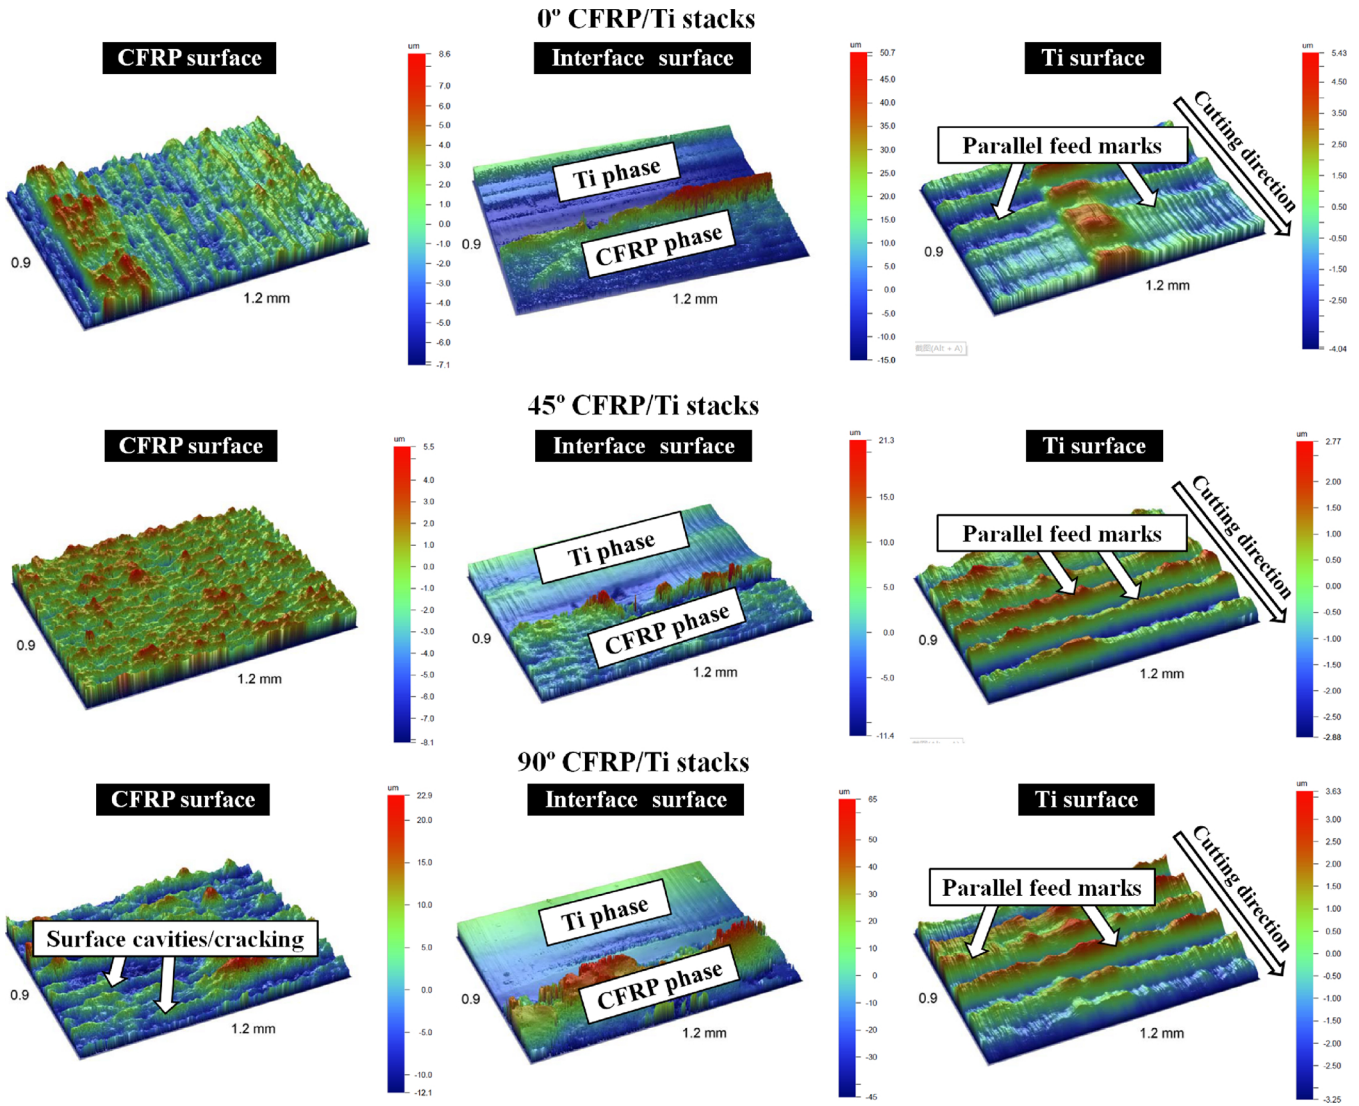 0º CFRP/Ti stacks
CFRP surface
Interface surface
Ti surface
um
8.6
7.0
6.0
5.0
4.0
3.0
2.0
1.0
0.0
-1.0
-2.0
-3.0
-4.0
-5.0
-6.0
-7.1
0.9
1.2 mm
um
50.7
45.0
40.0
35.0
30.0
25.0
20.0
15.0
10.0
5.0
0.0
-5.0
-10.0
-15.0
Ti phase
CFRP phase
0.9
1.2 mm
um
5.43
4.50
3.50
2.50
1.50
0.50
-0.50
-1.50
-2.50
-4.04
Parallel feed marks
Cutting direction
0.9
1.2 mm
截图(Alt + A)
45º CFRP/Ti stacks
CFRP surface
Interface surface
Ti surface
um
5.5
4.0
3.0
2.0
1.0
0.0
-1.0
-2.0
-3.0
-4.0
-5.0
-6.0
-7.0
-8.1
0.9
1.2 mm
um
21.3
15.0
10.0
5.0
0.0
-5.0
-11.4
Ti phase
CFRP phase
0.9
1.2 mm
um
2.77
2.00
1.50
1.00
0.50
0.00
-0.50
-1.00
-1.50
-2.00
-2.50
-2.88
Parallel feed marks
Cutting direction
0.9
1.2 mm
90º CFRP/Ti stacks
CFRP surface
Interface surface
Ti surface
um
22.9
20.0
15.0
10.0
5.0
0.0
-5.0
-10.0
-12.1
Surface cavities/cracking
0.9
1.2 mm
um
65
50
40
30
20
10
0
-10
-20
-30
-45
Ti phase
CFRP phase
0.9
1.2 mm
um
3.63
3.00
2.50
2.00
1.50
1.00
0.50
0.00
-0.50
-1.00
-1.50
-2.00
-2.50
-3.25
Parallel feed marks
Cutting direction
0.9
1.2 mm